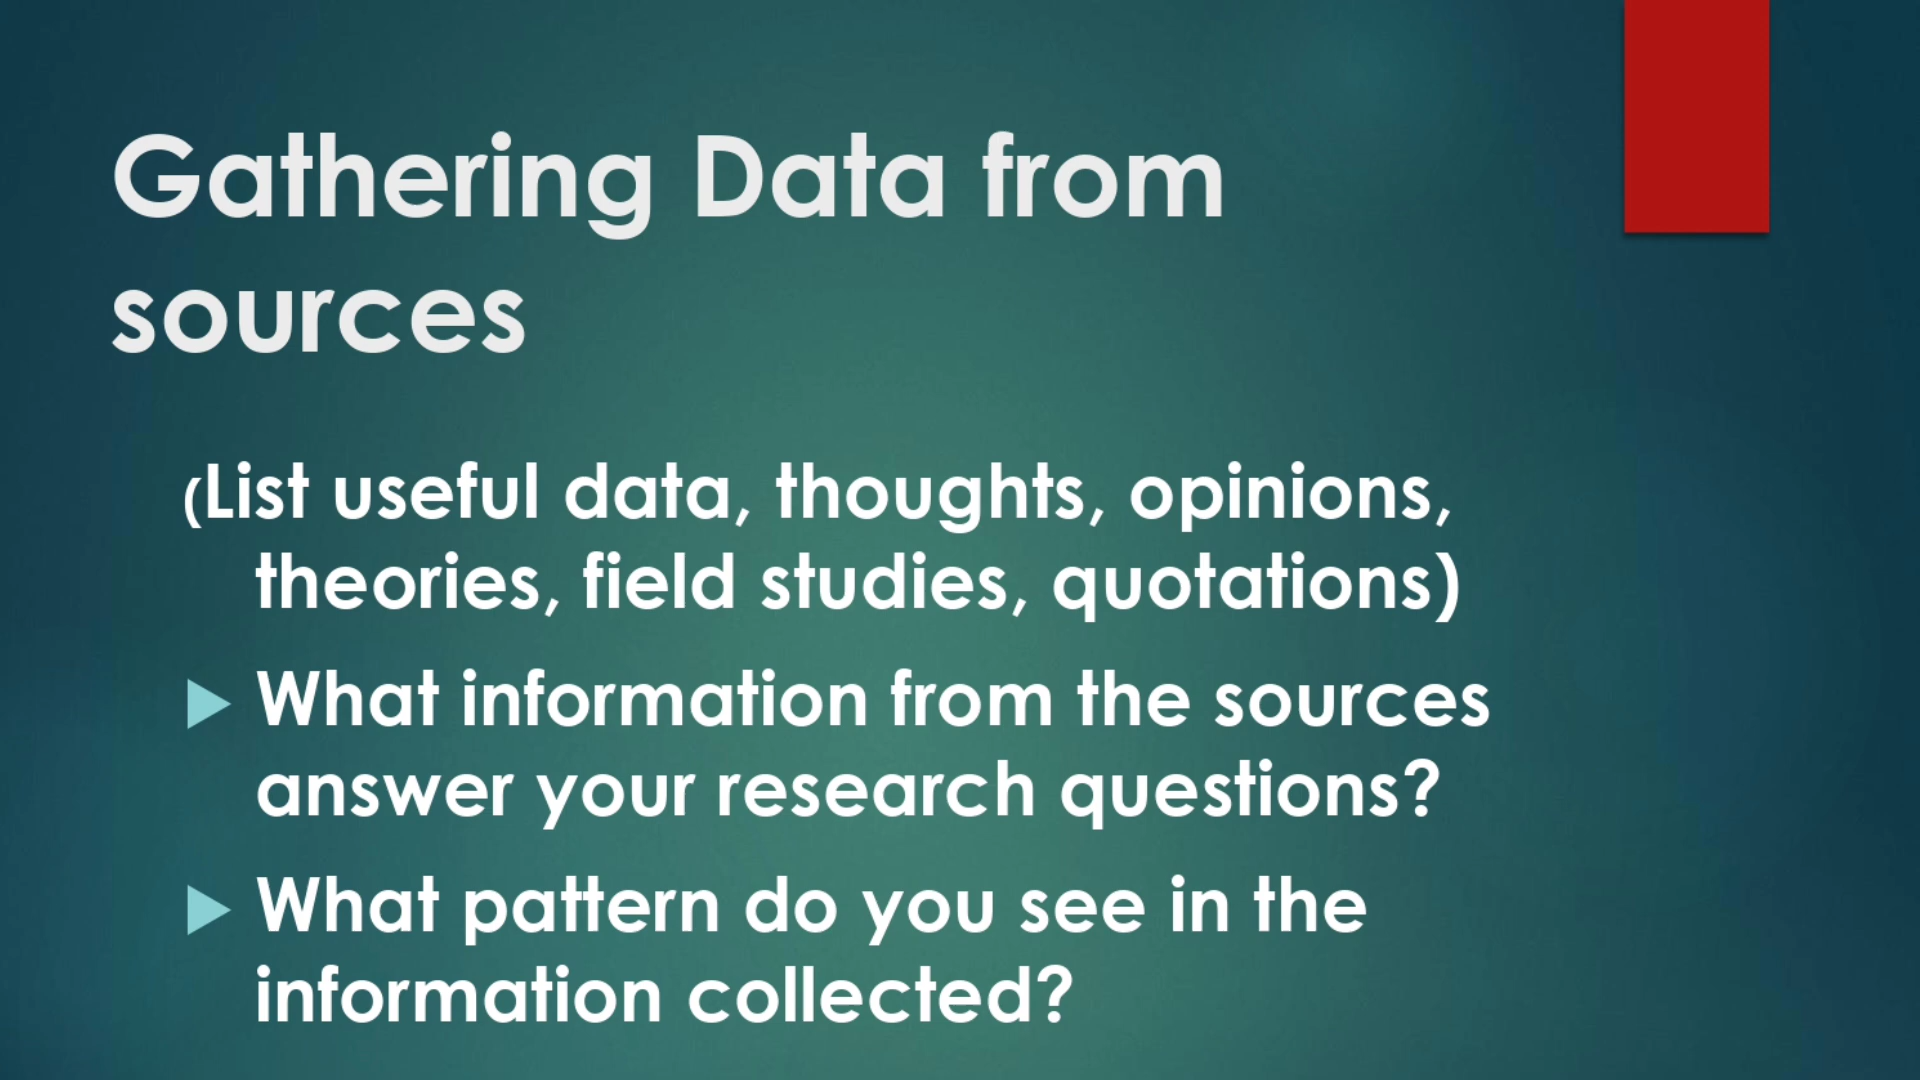 Gathering Data from
sources
(List useful data, thoughts, opinions,
theories, field studies, quotations)
What information from the sources
answer your research questions?
What pattern do you see in the
information collected?